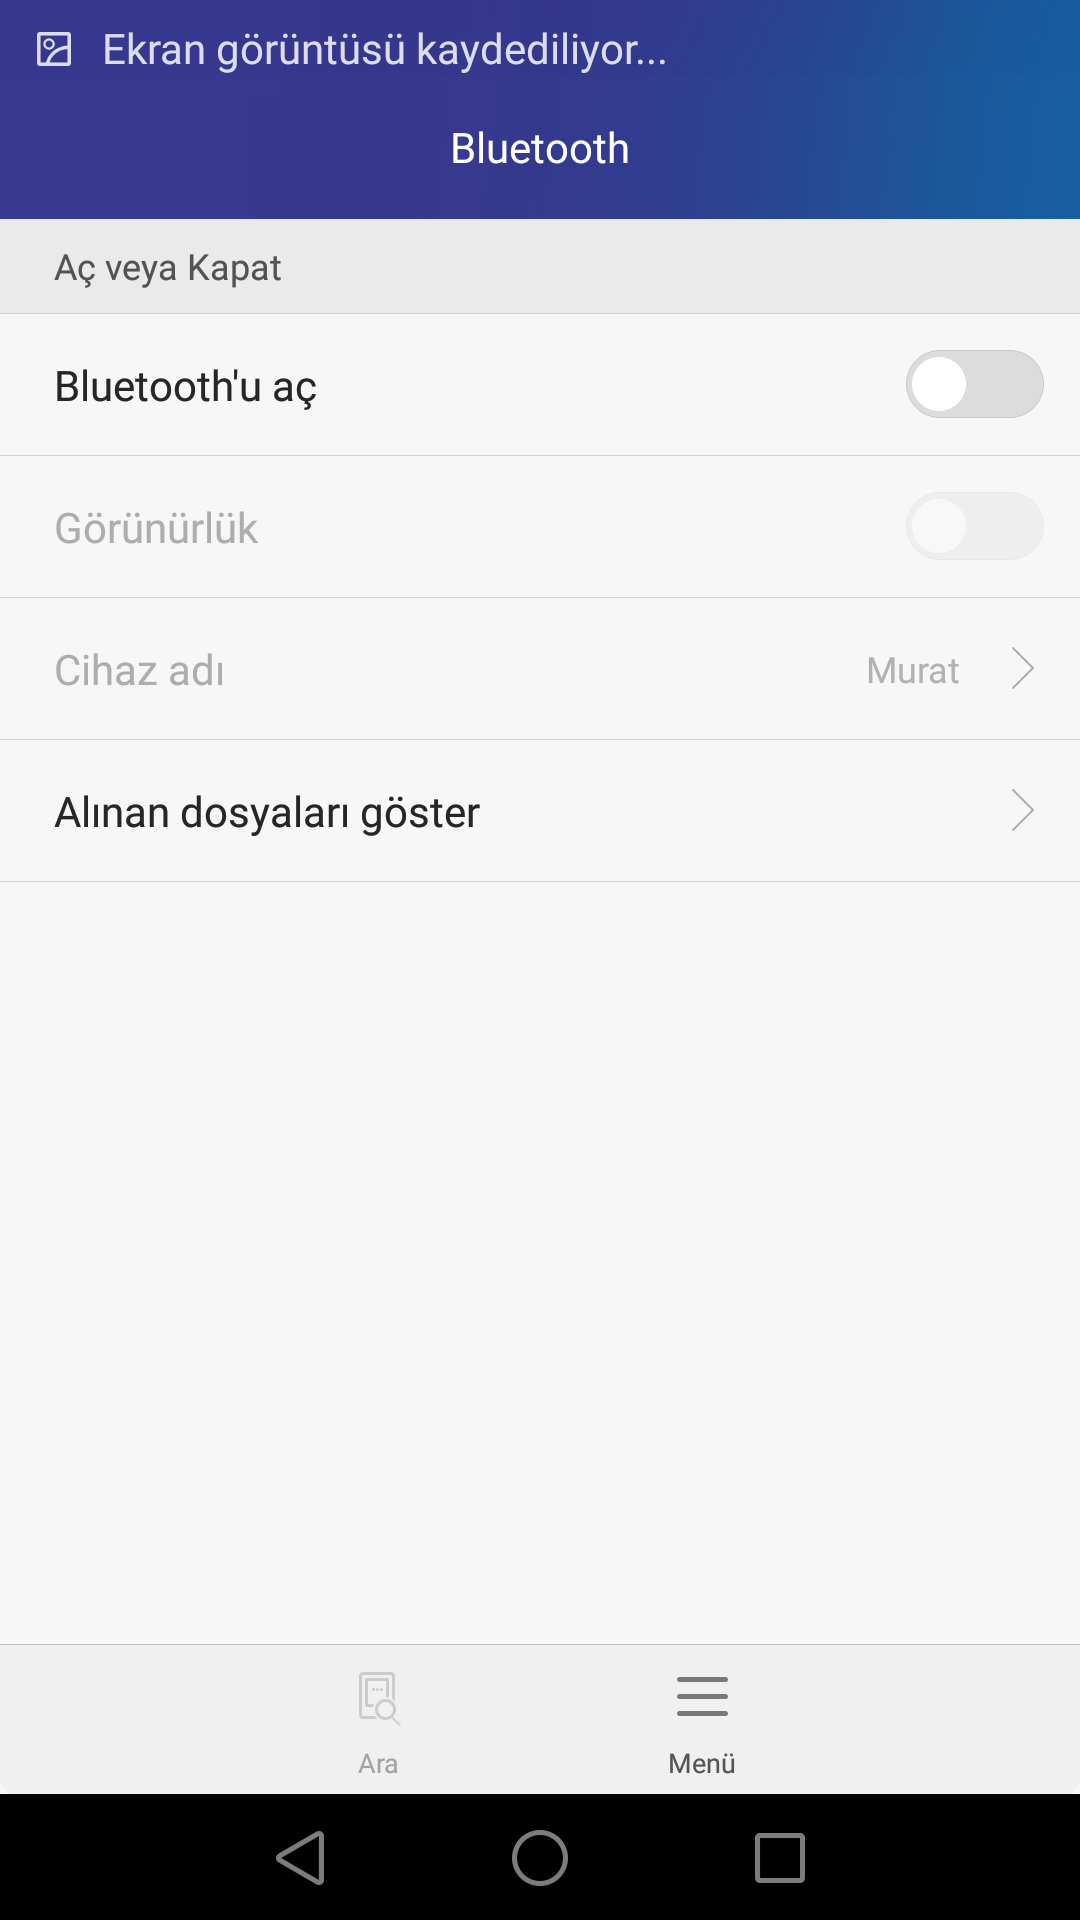 Ekran görüntüsü kaydediliyor...
Bluetooth
Aç veya Kapat
Bluetooth'u aç
Görünürlük
Cihaz adı Murat
Alınan dosyaları göster
Ara Menü